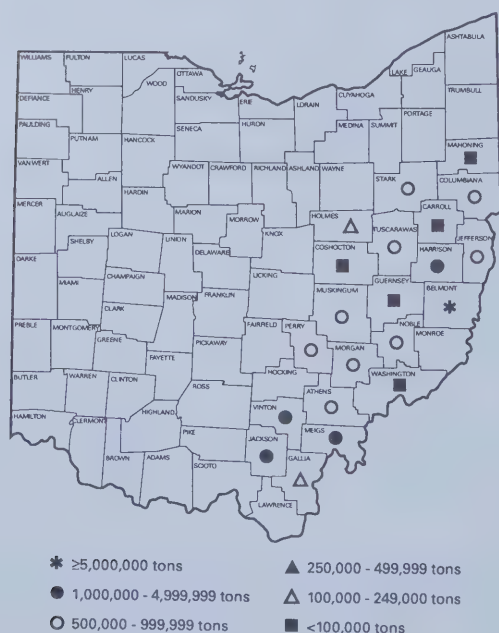 ASHTABULA
WILLIAMS FULTON LUCAS
LAKE GEAUGA
OTTAWA
WOOD
HENRY CUYAHOGA TRUMBULL
DEFIANCE SANDUSKY ERIE LORAIN
PORTAGE
PAULDING HURON MEDINA SUMMIT
SENECA
PUTNAM HANCOCK MAHONING
VAN WERT WYANDOT CRAWFORD RICHLAND ASHLAND WAYNE
ALLEN STARK COLUMBIANA
HARDIN
MERCER CARROLL
AUGLAIZE MARION HOLMES
MORROW TUSCARAWAS JEFFERSON
LOGAN KNOX
SHELBY UNION COSHOCTON HARRISON
DELAWARE
DARKE
CHAMPAIGN LICKING GUERNSEY BELMONT
MIAMI MUSKINGUM
MADISON FRANKLIN
CLARK
NOBLE
PREBLE MONTGOMERY FAIRFIELD PERRY MONROE
GREENE PICKAWAY
MORGAN
FAYETTE
HOCKING WASHINGTON
BUTLER WARREN CLINTON
ROSS ATHENS
VINTON
HIGHLAND
HAMILTON CLERMONT MEIGS
PIKE JACKSON
GALLIA
BROWN ADAMS SCIOTO
LAWRENCE
≥5,000,000 tons 250,000 - 499,999 tons
1,000,000 - 4,999,999 tons 100,000 - 249,000 tons
500,000 - 999,999 tons <100,000 tons